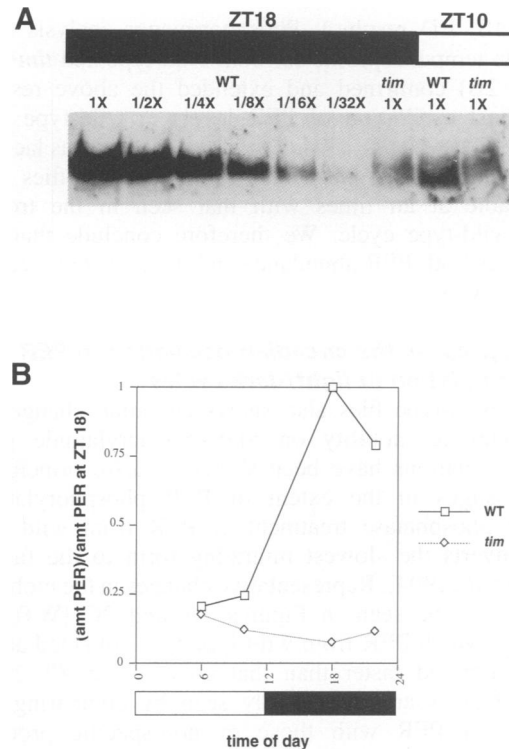 A
ZT18 ZT10
WT tim WT tim
1X 1/2X 1/4X 1/8X 1/16X 1/32X 1X 1X 1X
B
(amt PER)/(amt PER at ZT 18)
1
0.75
0.5
0.25
0
0 6 12 18 24
time of day
WT
tim